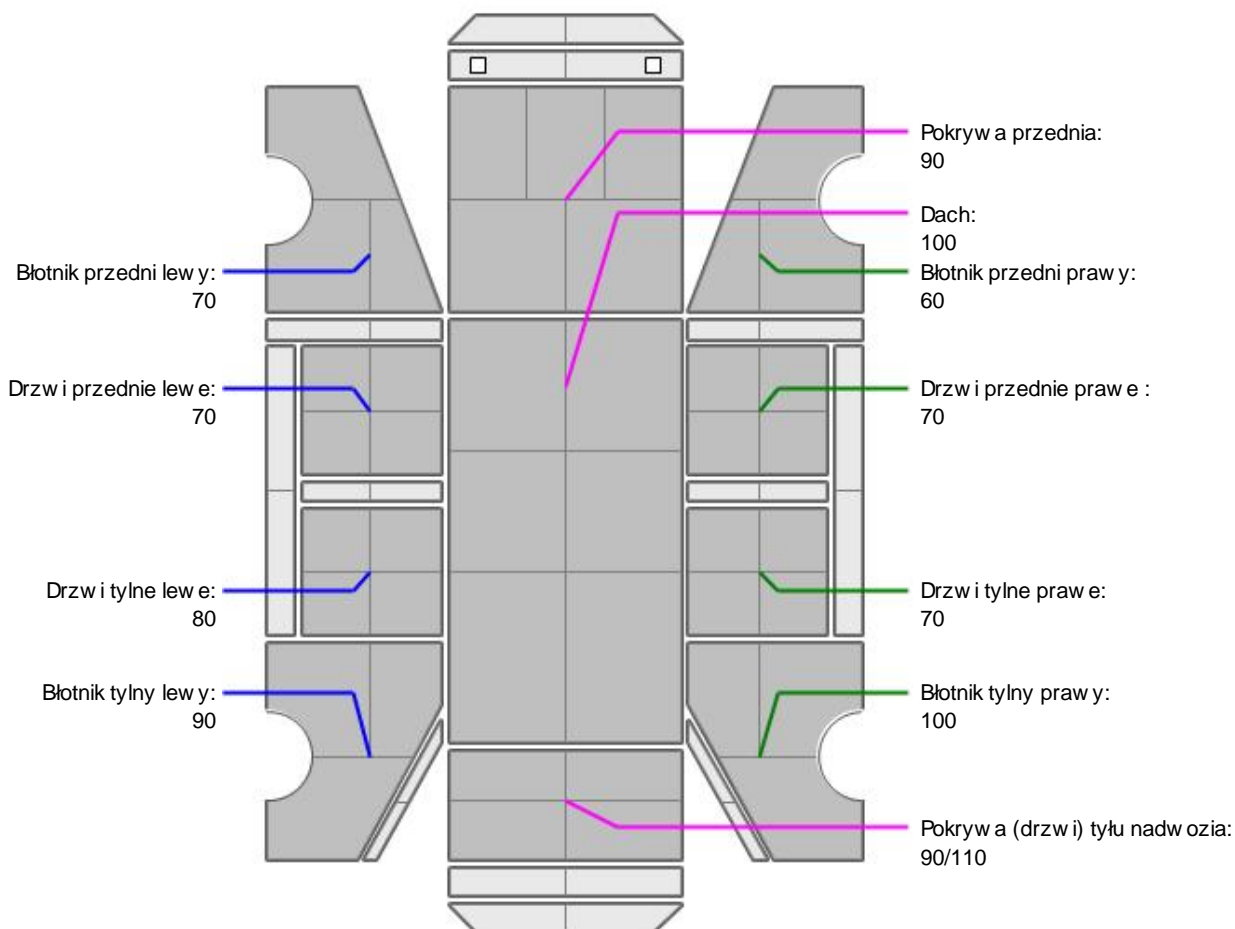 Pokrywa przednia:
90
Dach:
100
Błotnik przedni lewy:
70
Błotnik przedni prawy:
60
Drzwi przednie lewe:
70
Drzwi przednie prawe :
70
Drzwi tylne lewe:
80
Drzwi tylne prawe:
70
Błotnik tylny lewy:
90
Błotnik tylny prawy:
100
Pokrywa (drzwi) tyłu nadwozia:
90/110